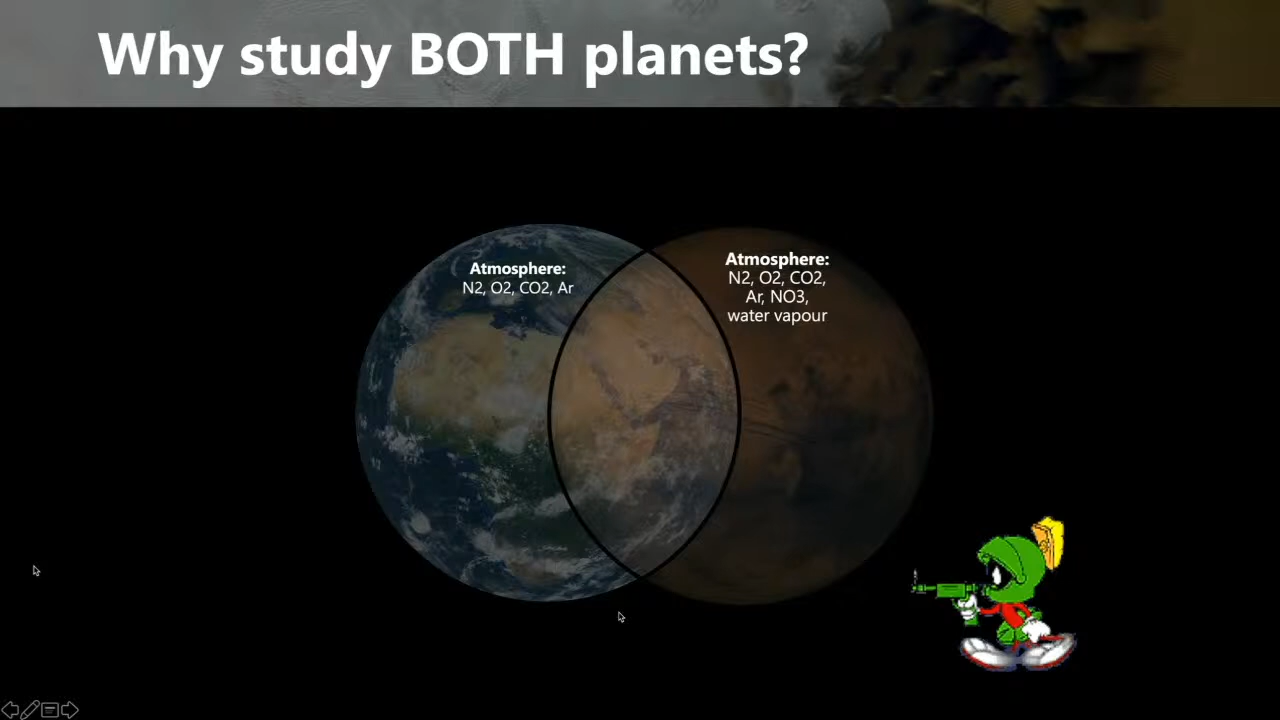 Why study BOTH planets?
Atmosphere:
N2, O2, CO2, Ar
Atmosphere:
N2, O2, CO2,
Ar, NO3,
water vapour